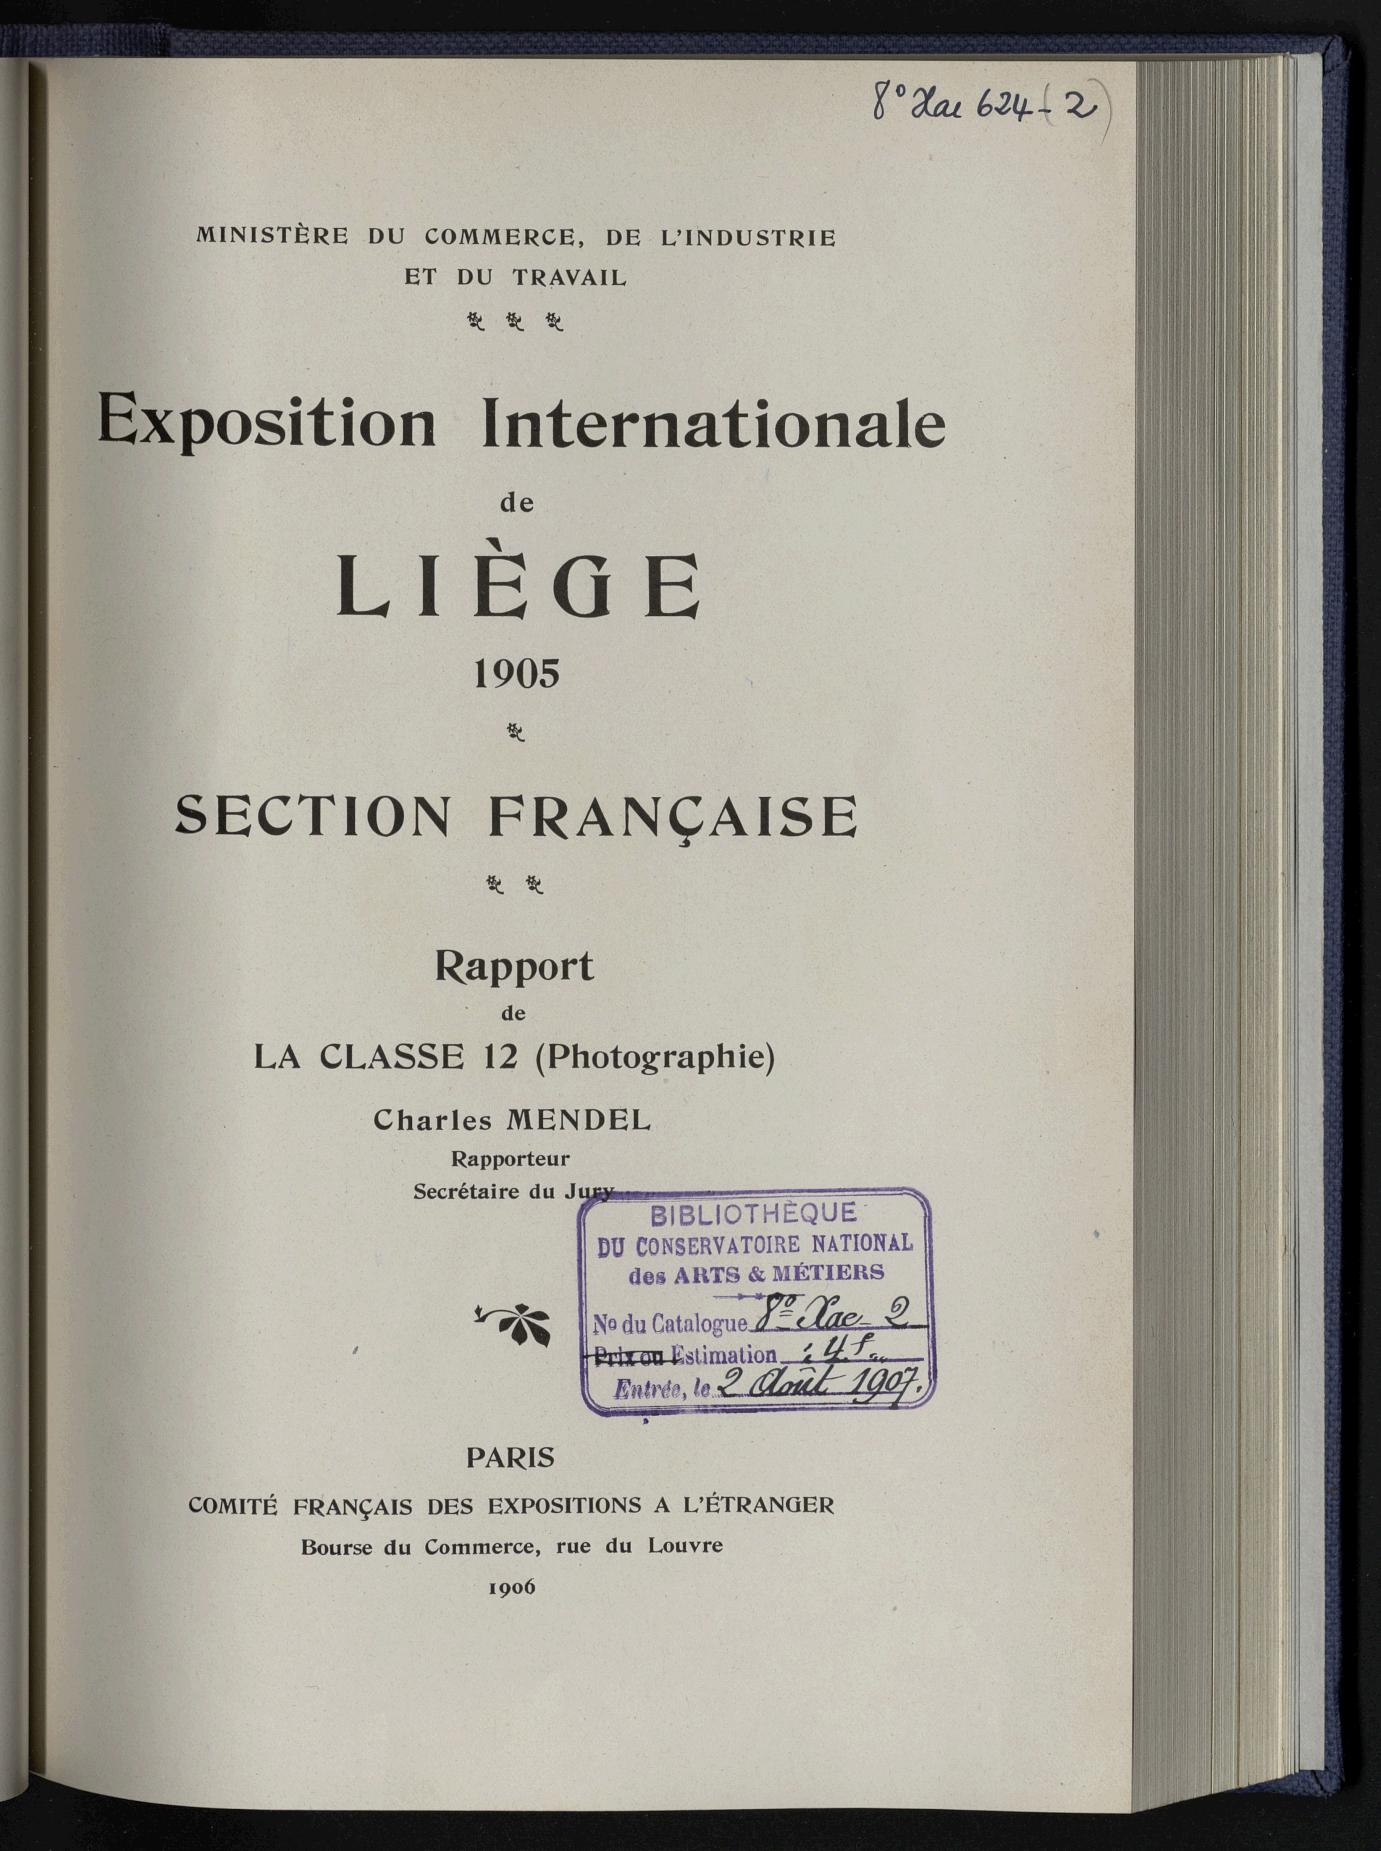 8° Xae 624-(2)
MINISTÈRE DU COMMERCE, DE L'INDUSTRIE
ET DU TRAVAIL
Exposition Internationale
de
LIÈGE
1905
SECTION FRANÇAISE
Rapport
de
LA CLASSE 12 (Photographie)
Charles MENDEL
Rapporteur
Secrétaire du Jury
BIBLIOTHÈQUE
DU CONSERVATOIRE NATIONAL
des ARTS & MÉTIERS
No du Catalogue 8° Xae 2
Prix ou Estimation 4 f.
Entrée, le 2 Août 1907.
PARIS
COMITÉ FRANÇAIS DES EXPOSITIONS A L'ÉTRANGER
Bourse du Commerce, rue du Louvre
1906